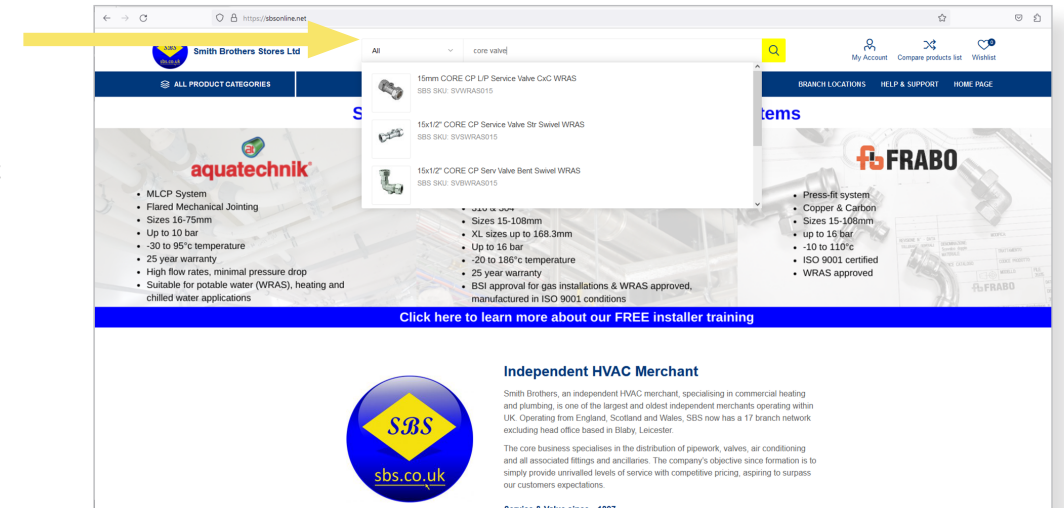 https://sbsonline.net
SBS
sbs.co.uk
Smith Brothers Stores Ltd
All
core valve
My Account
Compare products list
Wishlist
0
ALL PRODUCT CATEGORIES
BRANCH LOCATIONS
HELP & SUPPORT
HOME PAGE
15mm CORE CP L/P Service Valve CxC WRAS
SBS SKU: SVWRAS015
15x1/2" CORE CP Service Valve Str Swivel WRAS
SBS SKU: SVSWRAS015
15x1/2" CORE CP Serv Valve Bent Swivel WRAS
SBS SKU: SVBWRAS015
S
tems
aquatechnik
• MLCP System
• Flared Mechanical Jointing
• Sizes 16-75mm
• Up to 10 bar
• -30 to 95°c temperature
• 25 year warranty
• High flow rates, minimal pressure drop
• Suitable for potable water (WRAS), heating and
chilled water applications
• 316 & 304
• Sizes 15-108mm
• XL sizes up to 168.3mm
• Up to 16 bar
• -20 to 186°c temperature
• 25 year warranty
• BSI approval for gas installations & WRAS approved,
manufactured in ISO 9001 conditions
FRABO
• Press-fit system
• Copper & Carbon
• Sizes 15-108mm
• up to 16 bar
• -10 to 110°c
• ISO 9001 certified
• WRAS approved
FRABO
Click here to learn more about our FREE installer training
SBS
sbs.co.uk
Independent HVAC Merchant
Smith Brothers, an independent HVAC merchant, specialising in commercial heating
and plumbing, is one of the largest and oldest independent merchants operating within
UK. Operating from England, Scotland and Wales, SBS now has a 17 branch network
excluding head office based in Blaby, Leicester.
The core business specialises in the distribution of pipework, valves, air conditioning
and all associated fittings and ancillaries. The company's objective since formation is to
simply provide unrivalled levels of service with competitive pricing, aspiring to surpass
our customers expectations.
Service & Value since - 1897